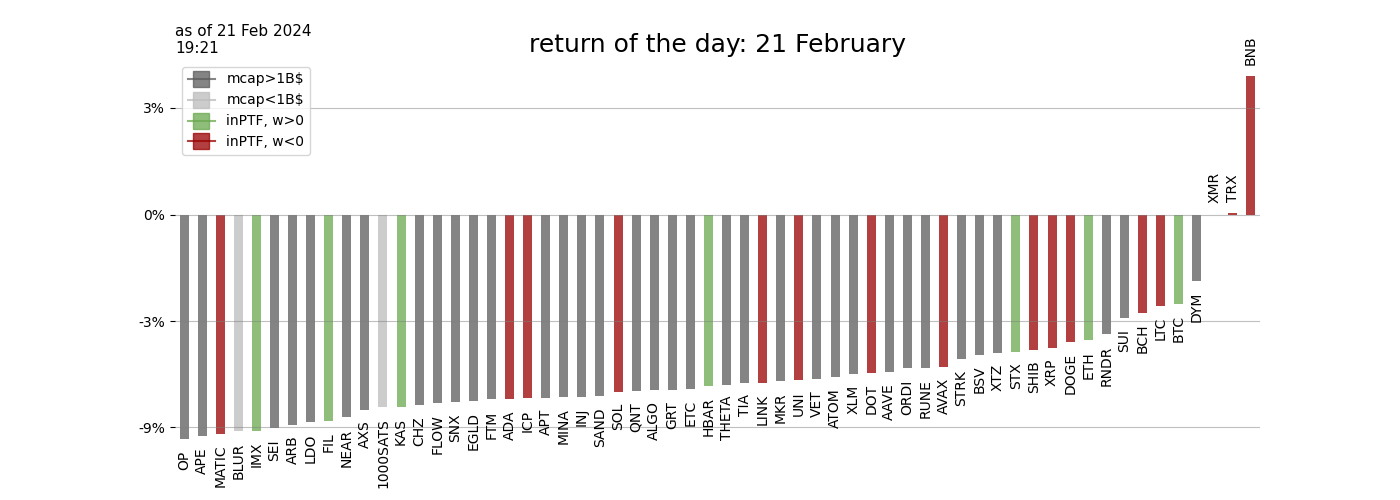 as of 21 Feb 2024
19:21
return of the day: 21 February
mcap>1B$
mcap<1B$
inPTF, w>0
inPTF, w<0
3%
0%
-3%
-9%
OP
APE
MATIC
BLUR
IMX
SEI
ARB
LDO
FIL
NEAR
AXS
1000SATS
KAS
CHZ
FLOW
SNX
EGLD
FTM
ADA
ICP
APT
MINA
INJ
SAND
SOL
QNT
ALGO
GRT
ETC
HBAR
THETA
TIA
LINK
MKR
UNI
VET
ATOM
XLM
DOT
AAVE
ORDI
RUNE
AVAX
STRK
BSV
XTZ
STX
SHIB
XRP
DOGE
ETH
RNDR
SUI
BCH
LTC
BTC
DYM
XMR
TRX
BNB